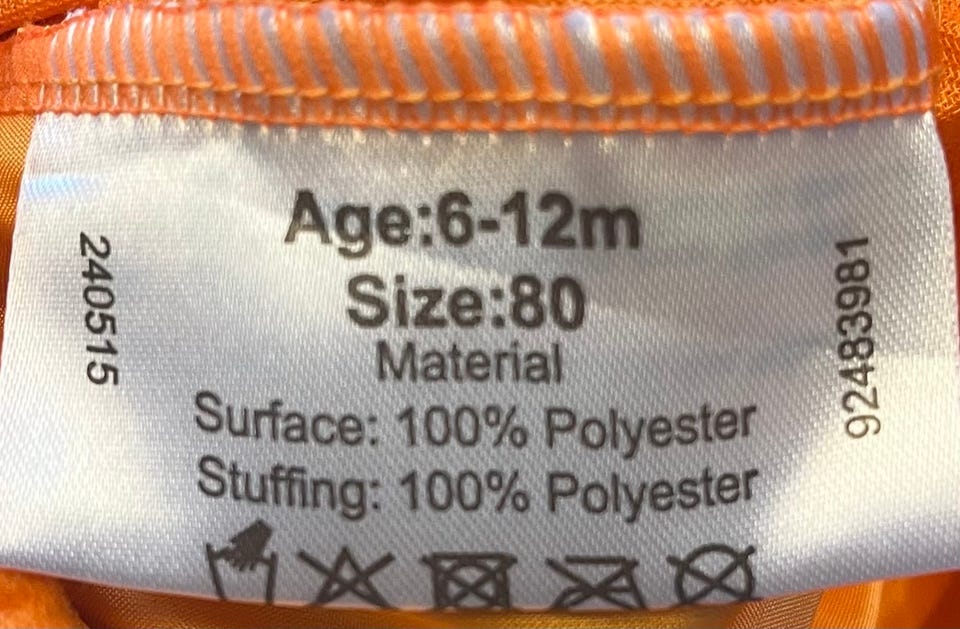 Age:6-12m
Size:80
Material
Surface: 100% Polyester
Stuffing: 100% Polyester
240515
92483981